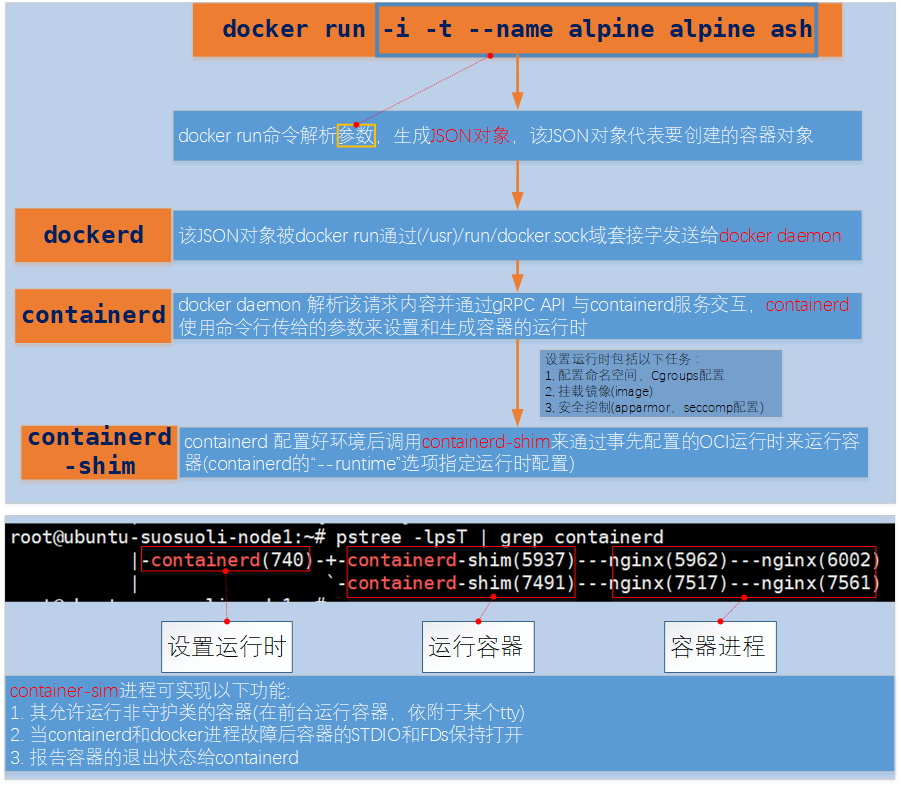 docker run -i -t --name alpine alpine ash
docker run命令解析参数，生成JSON对象，该JSON对象代表要创建的容器对象
dockerd
该JSON对象被docker run通过(/usr)/run/docker.sock域套接字发送给docker daemon
containerd
docker daemon 解析该请求内容并通过gRPC API 与containerd服务交互，containerd
使用命令行传给的参数来设置和生成容器的运行时
设置运行时包括以下任务：
1. 配置命名空间、Cgroups配置
2. 挂载镜像(image)
3. 安全控制(apparmor、seccomp配置)
containerd
-shim
containerd 配置好环境后调用containerd-shim来通过事先配置的OCI运行时来运行容
器(containerd的“--runtime”选项指定运行时配置)
root@ubuntu-suosuoli-node1:~# pstree -lpsT | grep containerd
|-containerd(740)-+-containerd-shim(5937)---nginx(5962)---nginx(6002)
| `-containerd-shim(7491)---nginx(7517)---nginx(7561)
设置运行时
运行容器
容器进程
container-sim进程可实现以下功能:
1. 其允许运行非守护类的容器(在前台运行容器，依附于某个tty)
2. 当containerd和docker进程故障后容器的STDIO和FDs保持打开
3. 报告容器的退出状态给containerd